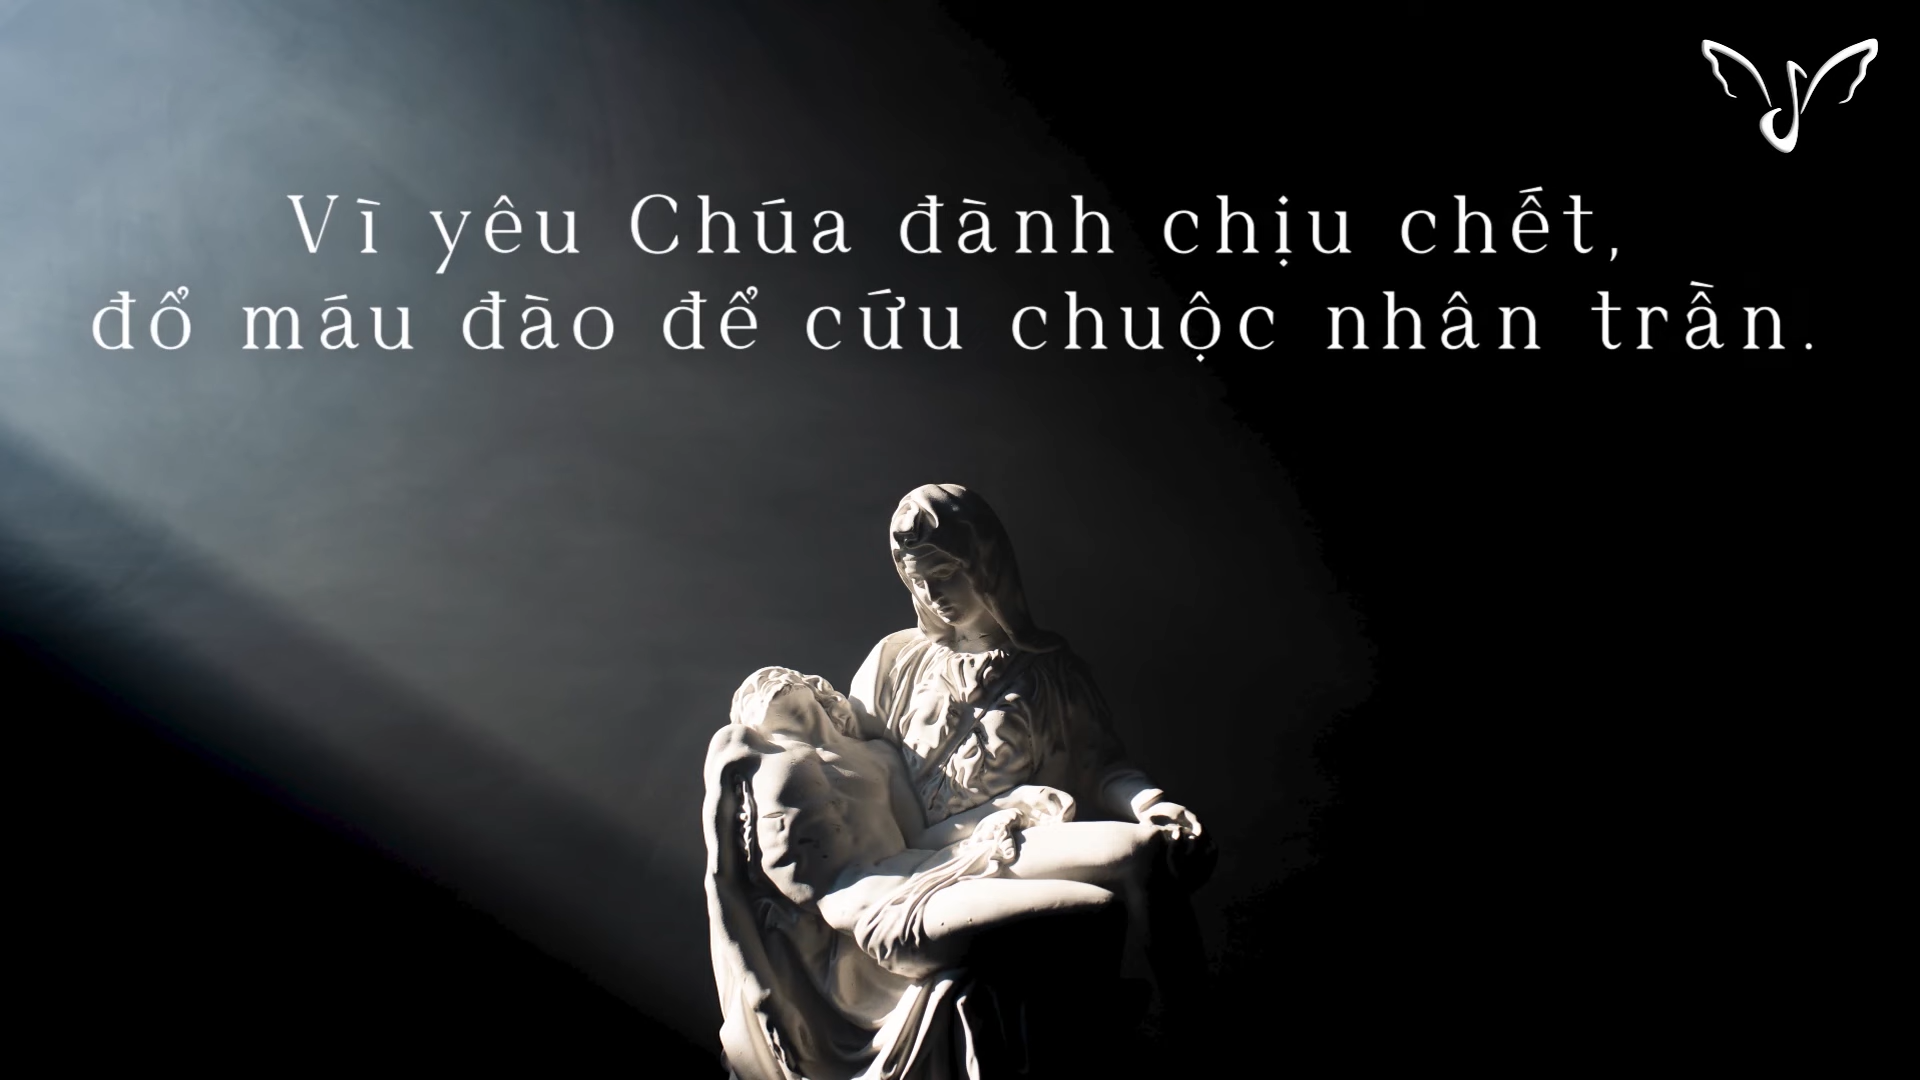 Vì yêu Chúa đành chịu chết,
đổ máu đào để cứu chuộc nhân trần.